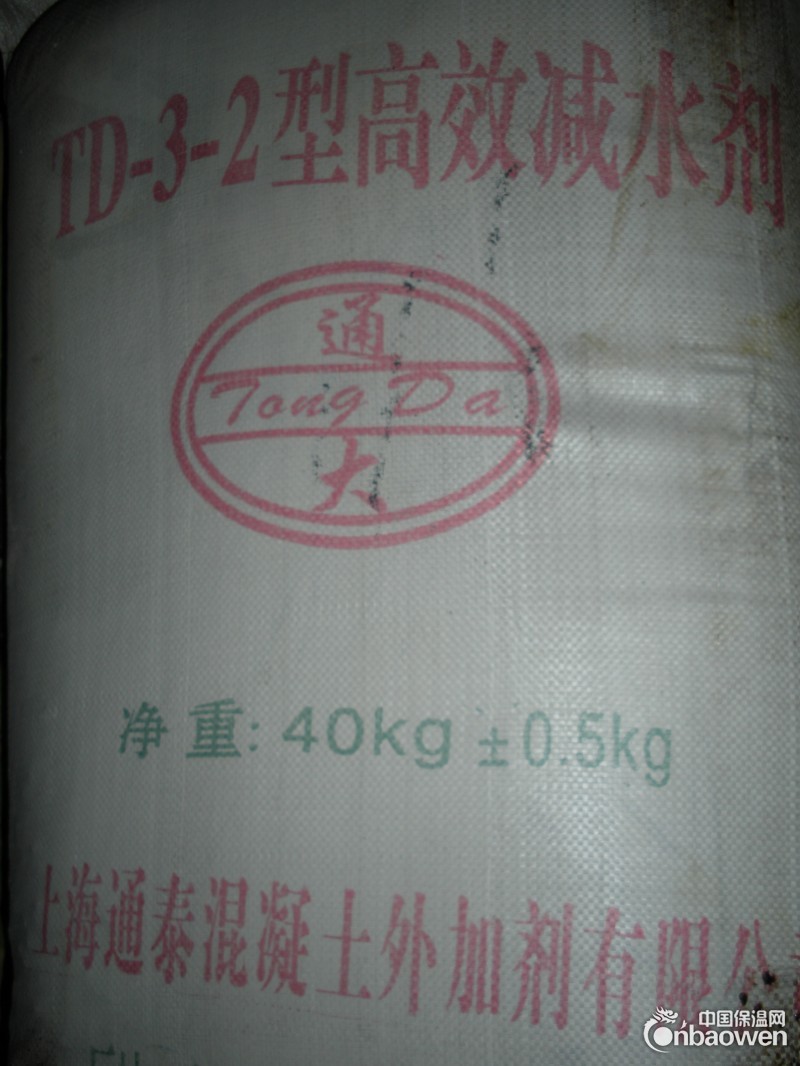 TD-3-2型高效减水剂
通
Tong Da
大
净重: 40kg ±0.5kg
上海通泰混凝土外加剂有限公
中国保温网
Cnbaowen